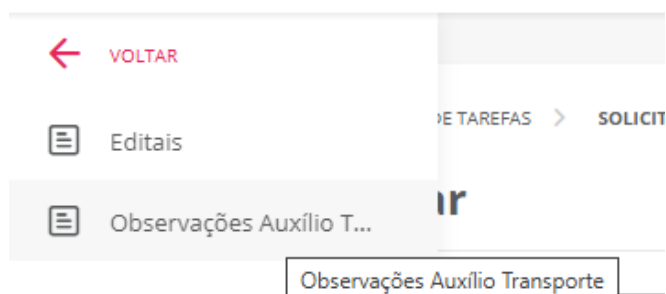 VOLTAR
DE TAREFAS > SOLICIT
Editais
ar
Observações Auxílio T...
Observações Auxílio Transporte